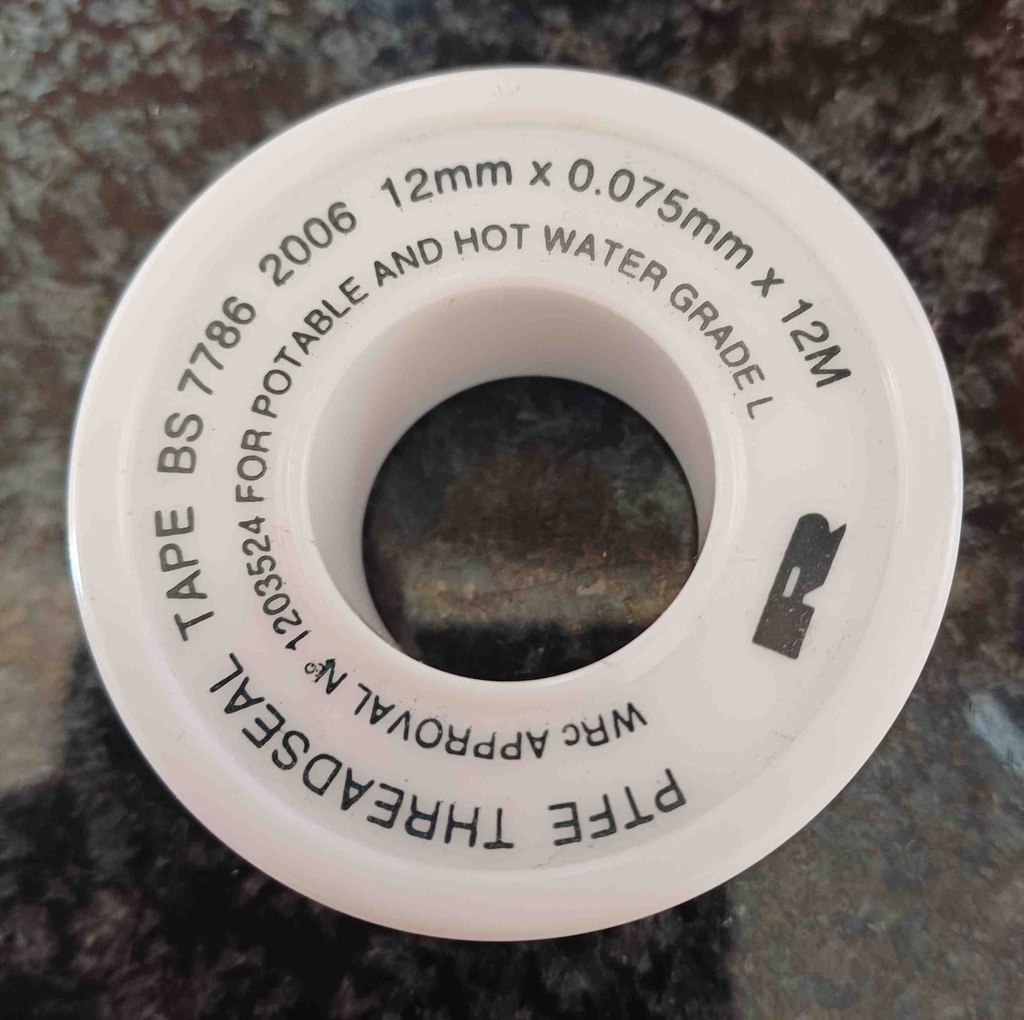 PTFE THREADSEAL TAPE BS 7786 2006 12mm x 0.075mm x 12M
WRc APPROVAL Nº 1203524 FOR POTABLE AND HOT WATER GRADE L
R